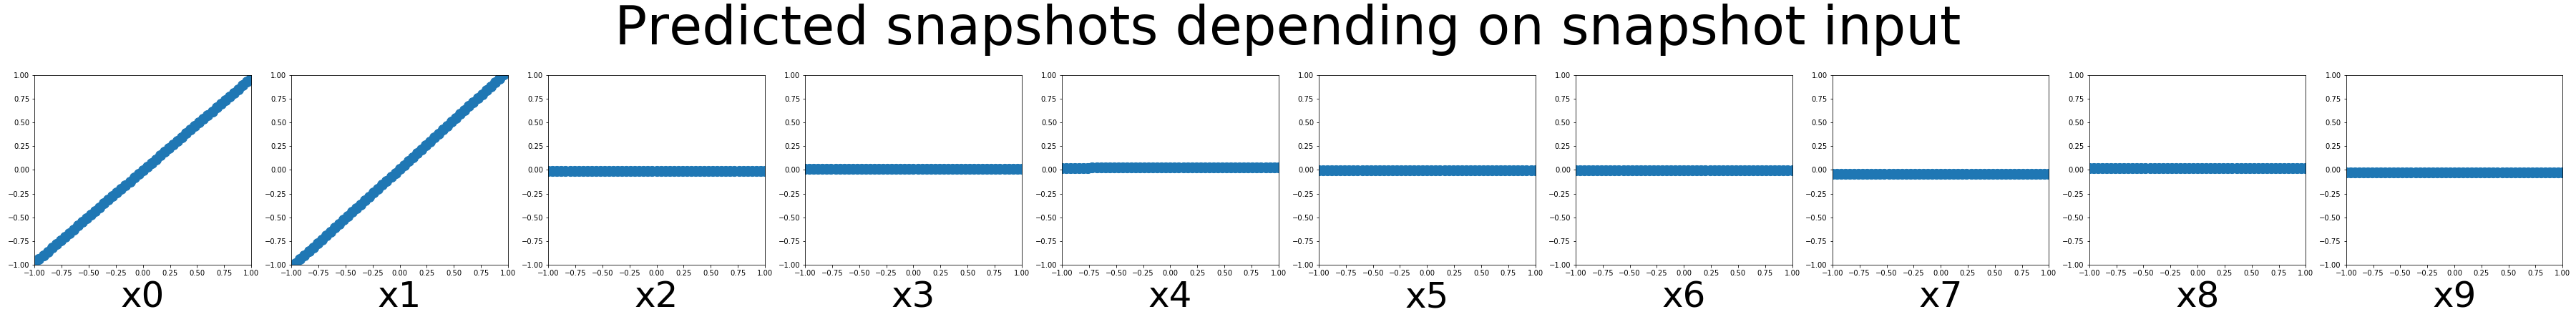 Predicted snapshots depending on snapshot input
1.00 1.00 1.00 1.00 1.00 1.00 1.00 1.00 1.00 1.00
0.75 0.75 0.75 0.75 0.75 0.75 0.75 0.75 0.75 0.75
0.50 0.50 0.50 0.50 0.50 0.50 0.50 0.50 0.50 0.50
0.25 0.25 0.25 0.25 0.25 0.25 0.25 0.25 0.25 0.25
0.00 0.00 0.00 0.00 0.00 0.00 0.00 0.00 0.00 0.00
−0.25 −0.25 −0.25 −0.25 −0.25 −0.25 −0.25 −0.25 −0.25 −0.25
−0.50 −0.50 −0.50 −0.50 −0.50 −0.50 −0.50 −0.50 −0.50 −0.50
−0.75 −0.75 −0.75 −0.75 −0.75 −0.75 −0.75 −0.75 −0.75 −0.75
−1.00 −1.00 −1.00 −1.00 −1.00 −1.00 −1.00 −1.00 −1.00 −1.00
−1.00 −0.75 −0.50 −0.25 0.00 0.25 0.50 0.75 1.00 −1.00 −0.75 −0.50 −0.25 0.00 0.25 0.50 0.75 1.00 −1.00 −0.75 −0.50 −0.25 0.00 0.25 0.50 0.75 1.00 −1.00 −0.75 −0.50 −0.25 0.00 0.25 0.50 0.75 1.00 −1.00 −0.75 −0.50 −0.25 0.00 0.25 0.50 0.75 1.00 −1.00 −0.75 −0.50 −0.25 0.00 0.25 0.50 0.75 1.00 −1.00 −0.75 −0.50 −0.25 0.00 0.25 0.50 0.75 1.00 −1.00 −0.75 −0.50 −0.25 0.00 0.25 0.50 0.75 1.00 −1.00 −0.75 −0.50 −0.25 0.00 0.25 0.50 0.75 1.00 −1.00 −0.75 −0.50 −0.25 0.00 0.25 0.50 0.75 1.00
x0 x1 x2 x3 x4 x5 x6 x7 x8 x9